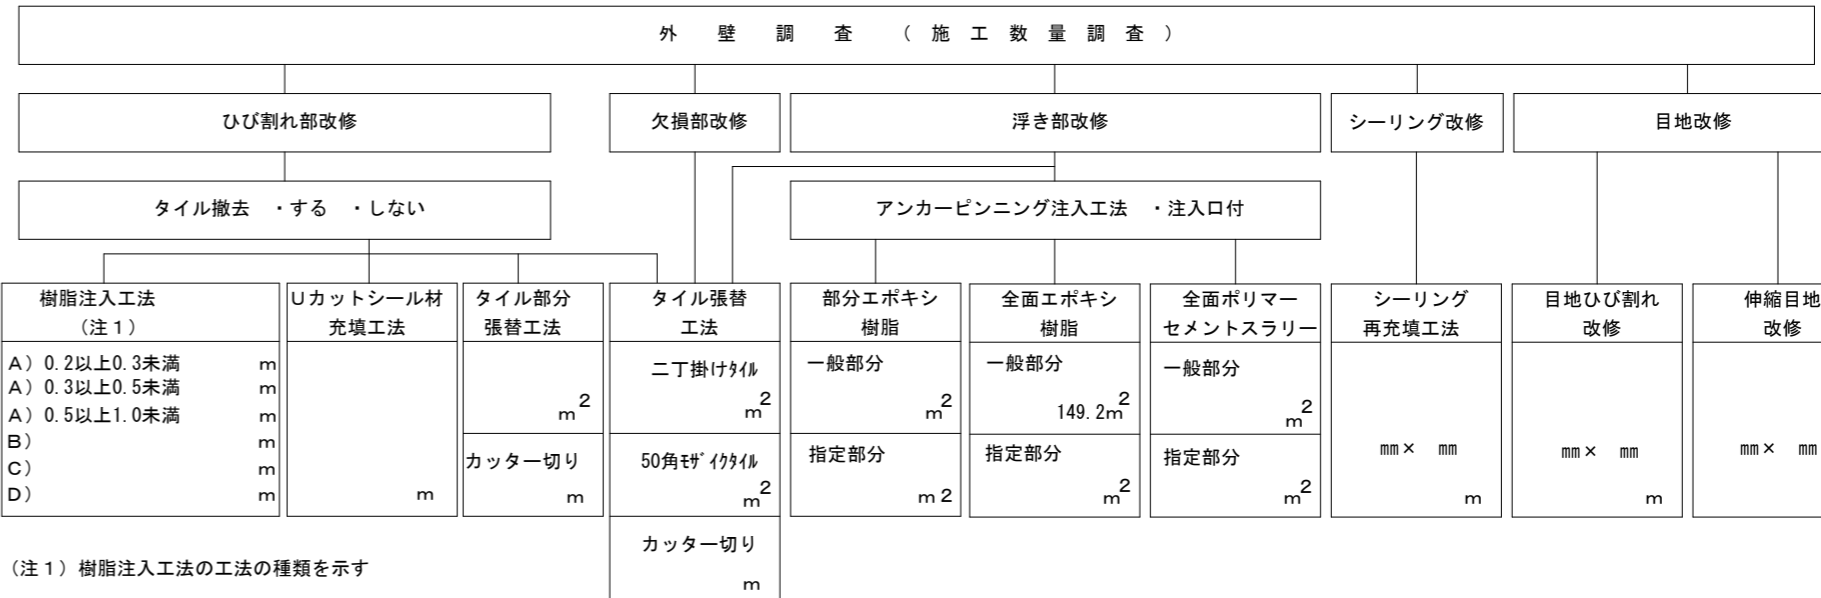 外壁調査（施工数量調査）
ひび割れ部改修
欠損部改修
浮き部改修
シーリング改修
目地改修
タイル撤去 ・する ・しない
アンカーピンニング注入工法 ・注入口付
樹脂注入工法
（注１）
Ｕカットシール材
充填工法
タイル部分
張替工法
タイル張替
工法
部分エポキシ
樹脂
全面エポキシ
樹脂
全面ポリマー
セメントスラリー
シーリング
再充填工法
目地ひび割れ
改修
伸縮目地
改修
A）0.2以上0.3未満 m
A）0.3以上0.5未満 m
A）0.5以上1.0未満 m
B） m
C） m
D） m
m
m2
カッター切り
m
二丁掛けﾀｲﾙ
m2
50角ﾓｻﾞｲｸﾀｲﾙ
m2
カッター切り
m
一般部分
m2
指定部分
m2
一般部分
149.2m2
指定部分
m2
一般部分
m2
指定部分
m2
㎜× ㎜
m
㎜× ㎜
m
㎜× ㎜
（注１）樹脂注入工法の工法の種類を示す